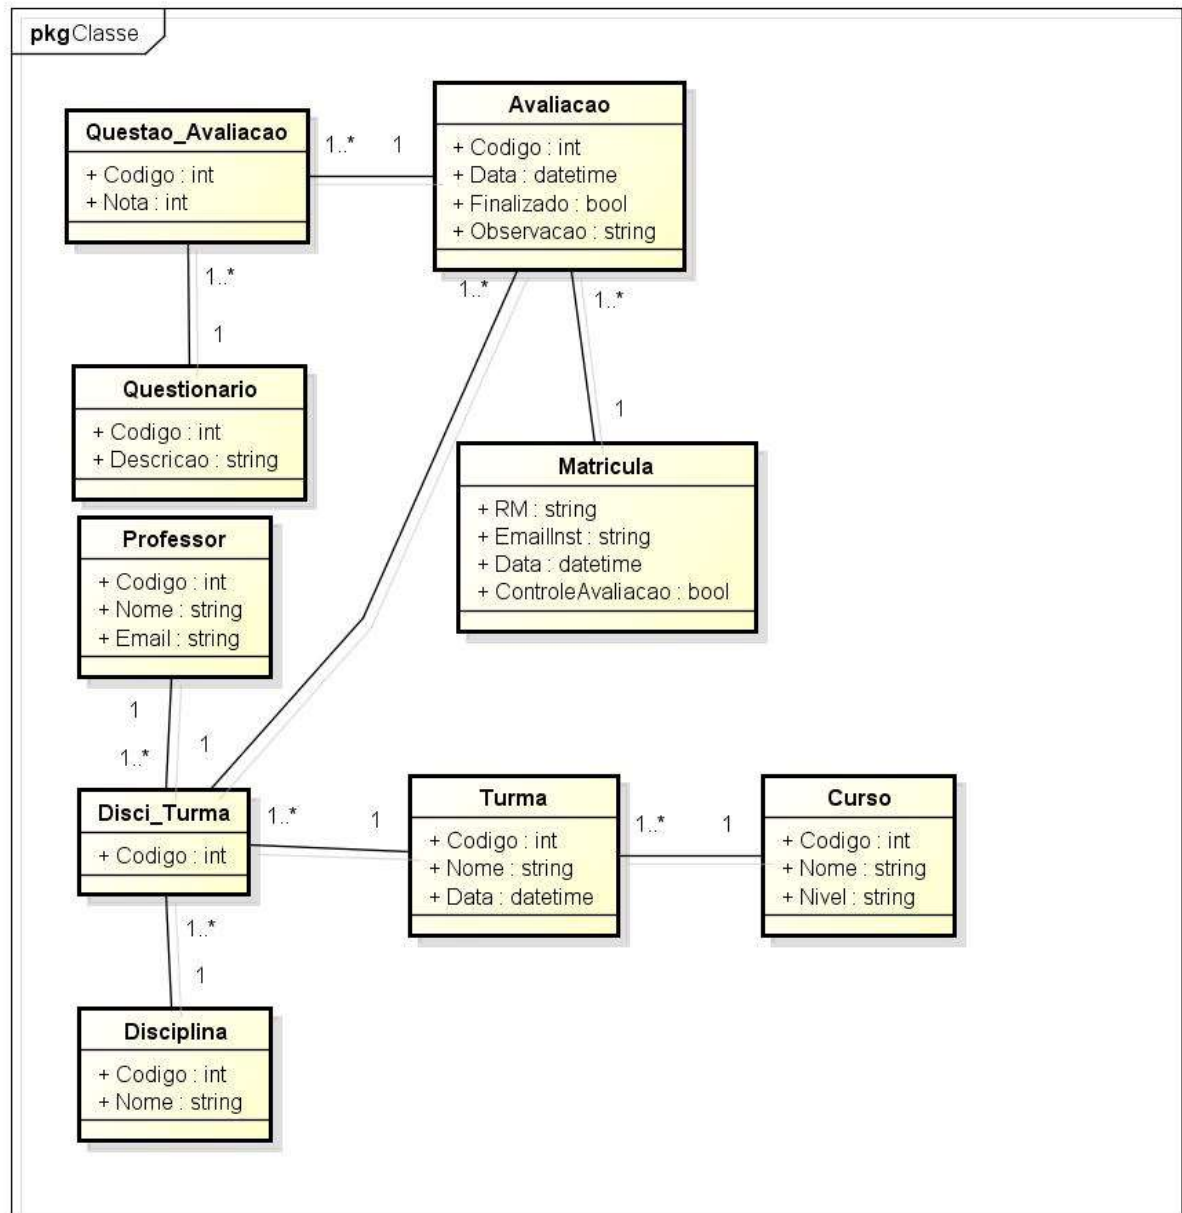 pkg Classe
Questao_Avaliacao
+ Codigo : int
+ Nota : int
1..*
1
Avaliacao
+ Codigo : int
+ Data : datetime
+ Finalizado : bool
+ Observacao : string
1..*
1
1..*
1..*
1
Questionario
+ Codigo : int
+ Descricao : string
Matricula
+ RM : string
+ EmailInst : string
+ Data : datetime
+ ControleAvaliacao : bool
Professor
+ Codigo : int
+ Nome : string
+ Email : string
1
1..*
1
Disci_Turma
+ Codigo : int
1..*
1
Turma
+ Codigo : int
+ Nome : string
+ Data : datetime
1..*
1
Curso
+ Codigo : int
+ Nome : string
+ Nivel : string
1..*
1
Disciplina
+ Codigo : int
+ Nome : string